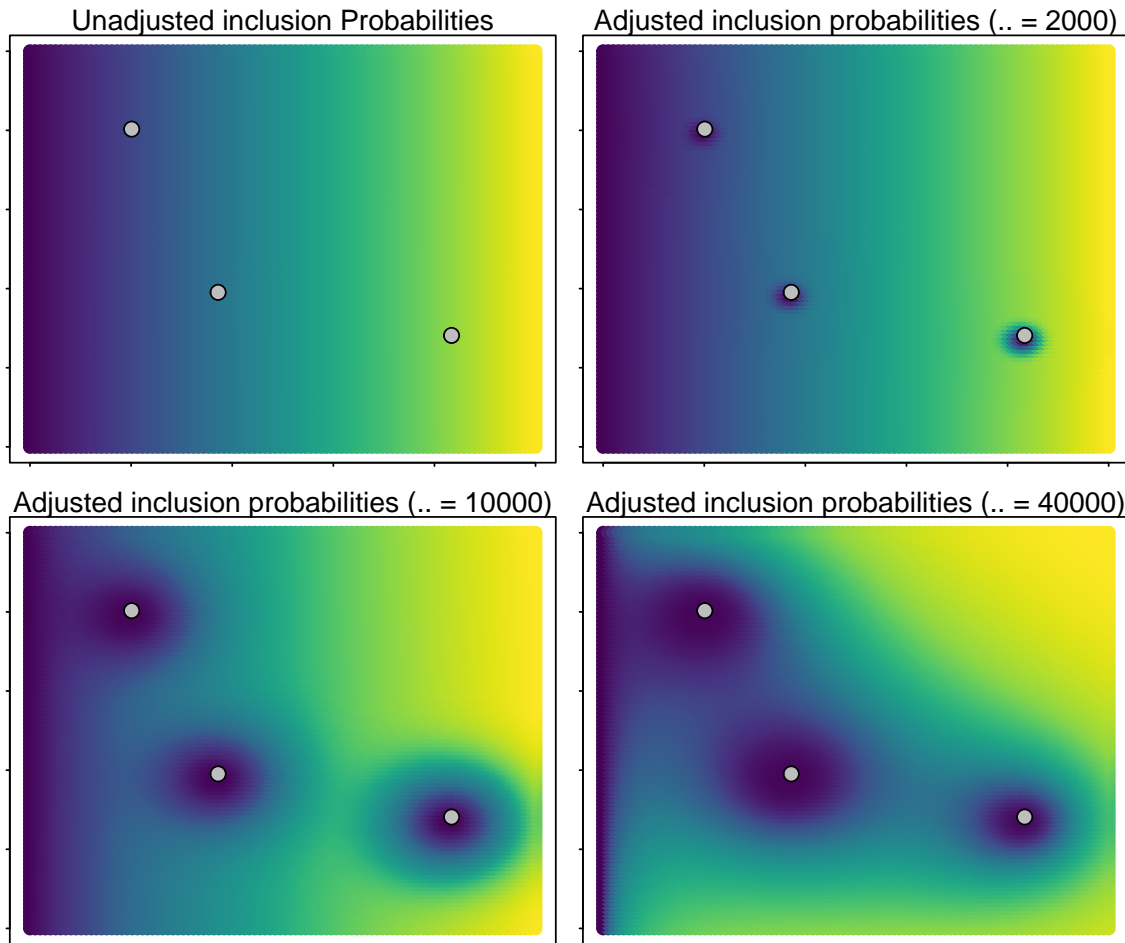 Unadjusted inclusion Probabilities
Adjusted inclusion probabilities (.. = 2000)
Adjusted inclusion probabilities (.. = 10000)
Adjusted inclusion probabilities (.. = 40000)